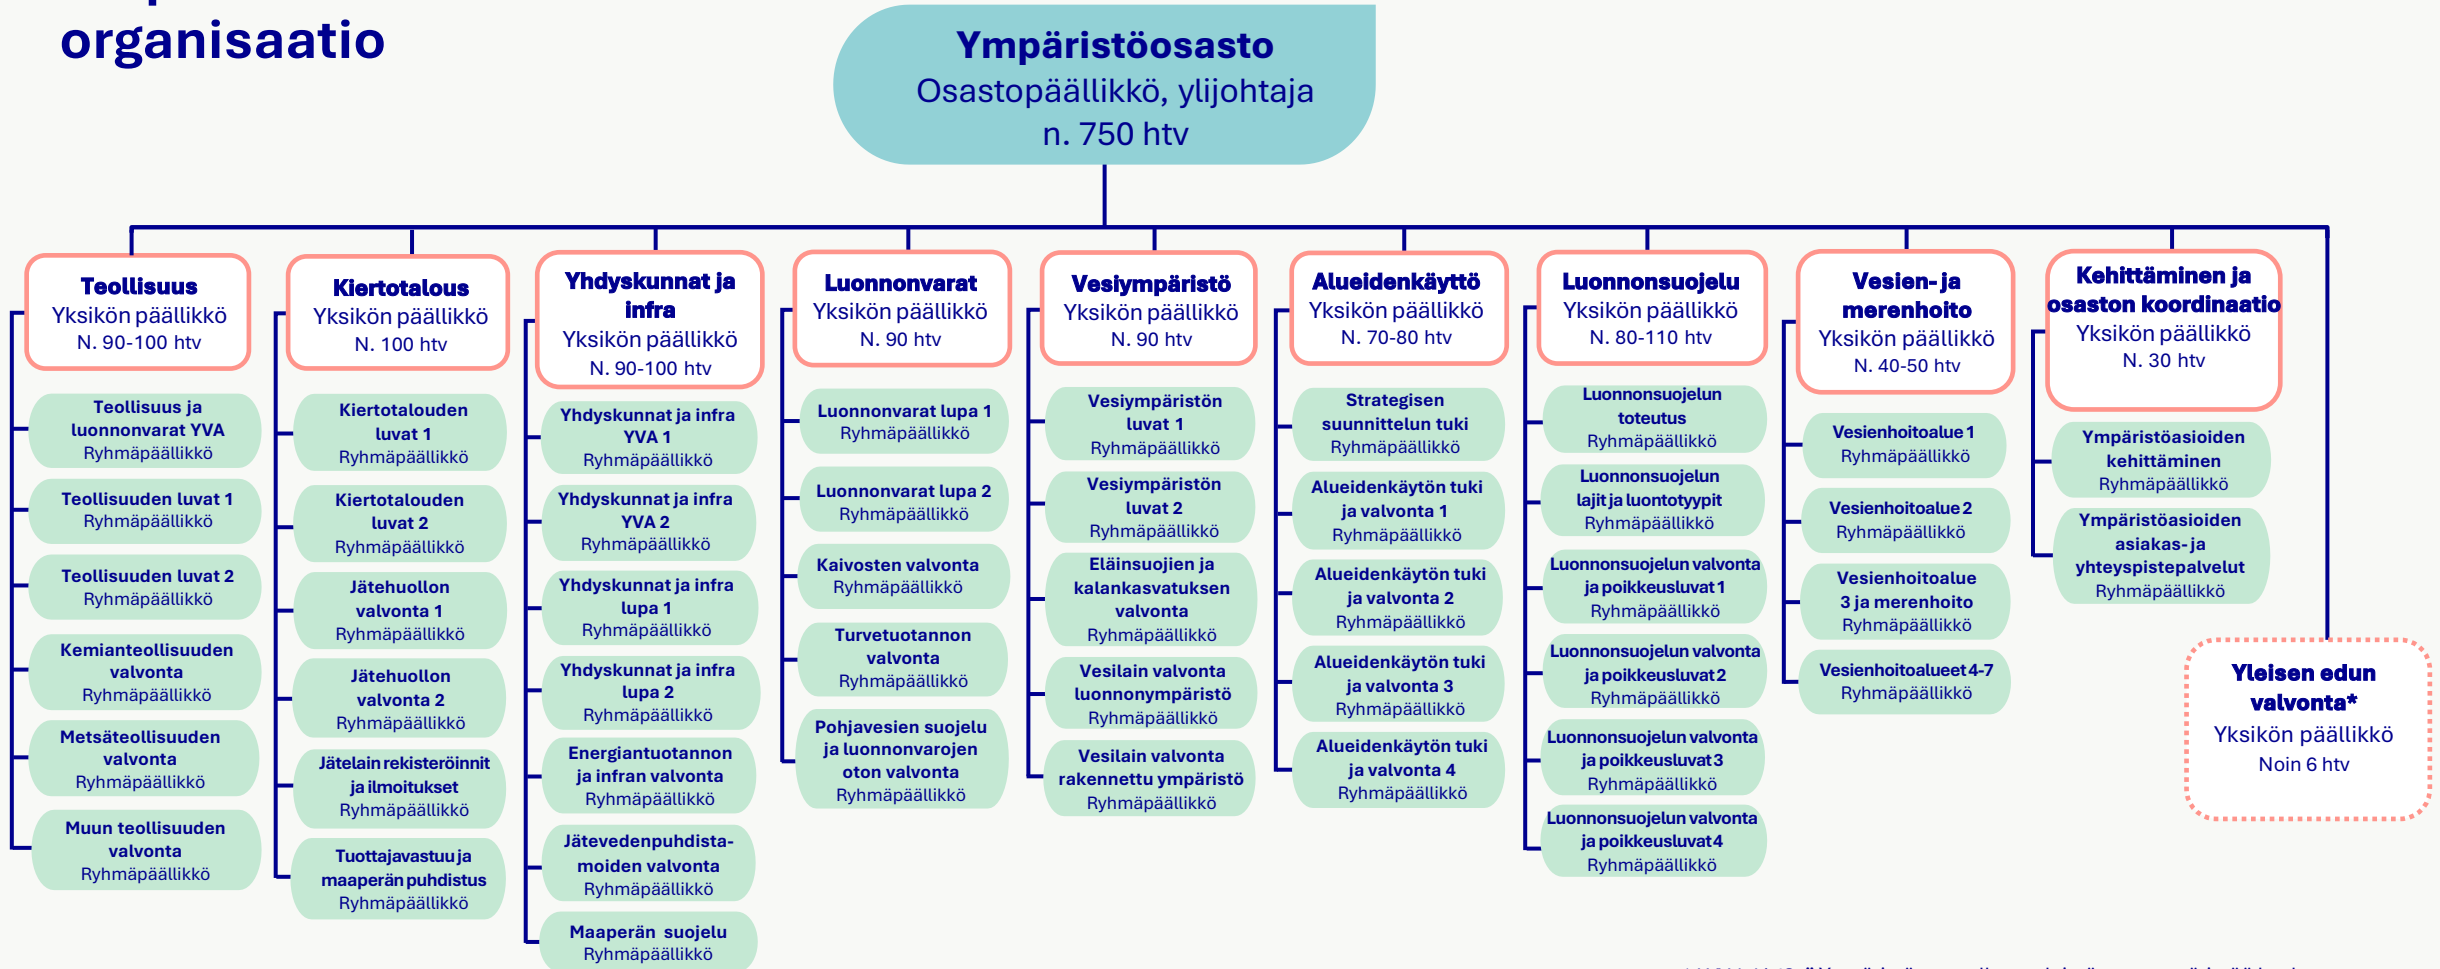 organisaatio
Ympäristöosasto
Osastopäällikkö, ylijohtaja
n. 750 htv
Teollisuus
Yksikön päällikkö
N. 90-100 htv
Teollisuus ja
luonnonvarat YVA
Ryhmäpäällikkö
Teollisuuden luvat 1
Ryhmäpäällikkö
Teollisuuden luvat 2
Ryhmäpäällikkö
Kemianteollisuuden
valvonta
Ryhmäpäällikkö
Metsäteollisuuden
valvonta
Ryhmäpäällikkö
Muun teollisuuden
valvonta
Ryhmäpäällikkö
Kiertotalous
Yksikön päällikkö
N. 100 htv
Kiertotalouden
luvat 1
Ryhmäpäällikkö
Kiertotalouden
luvat 2
Ryhmäpäällikkö
Jätehuollon
valvonta 1
Ryhmäpäällikkö
Jätehuollon
valvonta 2
Ryhmäpäällikkö
Jätelain rekisteröinnit
ja ilmoitukset
Ryhmäpäällikkö
Tuottajavastuu ja
maaperän puhdistus
Ryhmäpäällikkö
Yhdyskunnat ja
infra
Yksikön päällikkö
N. 90-100 htv
Yhdyskunnat ja infra
YVA 1
Ryhmäpäällikkö
Yhdyskunnat ja infra
YVA 2
Ryhmäpäällikkö
Yhdyskunnat ja infra
lupa 1
Ryhmäpäällikkö
Yhdyskunnat ja infra
lupa 2
Ryhmäpäällikkö
Energiantuotannon
ja infran valvonta
Ryhmäpäällikkö
Jätevedenpuhdista-
moiden valvonta
Ryhmäpäällikkö
Maaperän suojelu
Ryhmäpäällikkö
Luonnonvarat
Yksikön päällikkö
N. 90 htv
Luonnonvarat lupa 1
Ryhmäpäällikkö
Luonnonvarat lupa 2
Ryhmäpäällikkö
Kaivosten valvonta
Ryhmäpäällikkö
Turvetuotannon
valvonta
Ryhmäpäällikkö
Pohjavesien suojelu
ja luonnonvarojen
oton valvonta
Ryhmäpäällikkö
Vesiympäristö
Yksikön päällikkö
N. 90 htv
Vesiympäristön
luvat 1
Ryhmäpäällikkö
Vesiympäristön
luvat 2
Ryhmäpäällikkö
Eläinsuojien ja
kalankasvatuksen
valvonta
Ryhmäpäällikkö
Vesilain valvonta
luonnonympäristö
Ryhmäpäällikkö
Vesilain valvonta
rakennettu ympäristö
Ryhmäpäällikkö
Alueidenkäyttö
Yksikön päällikkö
N. 70-80 htv
Strategisen
suunnittelun tuki
Ryhmäpäällikkö
Alueidenkäytön tuki
ja valvonta 1
Ryhmäpäällikkö
Alueidenkäytön tuki
ja valvonta 2
Ryhmäpäällikkö
Alueidenkäytön tuki
ja valvonta 3
Ryhmäpäällikkö
Alueidenkäytön tuki
ja valvonta 4
Ryhmäpäällikkö
Luonnonsuojelu
Yksikön päällikkö
N. 80-110 htv
Luonnonsuojelun
toteutus
Ryhmäpäällikkö
Luonnonsuojelun
lajit ja luontotyypit
Ryhmäpäällikkö
Luonnonsuojelun valvonta
ja poikkeusluvat 1
Ryhmäpäällikkö
Luonnonsuojelun valvonta
ja poikkeusluvat 2
Ryhmäpäällikkö
Luonnonsuojelun valvonta
ja poikkeusluvat 3
Ryhmäpäällikkö
Luonnonsuojelun valvonta
ja poikkeusluvat 4
Ryhmäpäällikkö
Vesien- ja
merenhoito
Yksikön päällikkö
N. 40-50 htv
Vesienhoitoalue 1
Ryhmäpäällikkö
Vesienhoitoalue 2
Ryhmäpäällikkö
Vesienhoitoalue
3 ja merenhoito
Ryhmäpäällikkö
Vesienhoitoalueet 4-7
Ryhmäpäällikkö
Kehittäminen ja
osaston koordinaatio
Yksikön päällikkö
N. 30 htv
Ympäristöasioiden
kehittäminen
Ryhmäpäällikkö
Ympäristöasioiden
asiakas- ja
yhteyspistepalvelut
Ryhmäpäällikkö
Yleisen edun
valvonta*
Yksikön päällikkö
Noin 6 htv